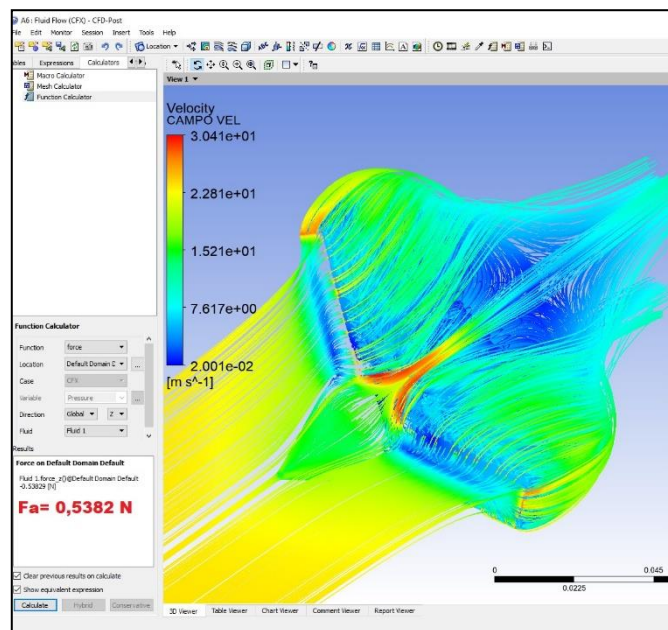 A6 : Fluid Flow (CFX) - CFD-Post
File Edit Monitor Session Insert Tools Help
Location
bles Expressions Calculators
Macro Calculator
Mesh Calculator
Function Calculator
View 1
Velocity
CAMPO VEL
3.041e+01
2.281e+01
1.521e+01
7.617e+00
2.001e-02
[m s^-1]
Function Calculator
Function force
Location Default Domain D ...
Case CFX
Variable Pressure ...
Direction Global Z
Fluid Fluid 1
Results
Force on Default Domain Default
Fluid 1.force_z()@Default Domain Default
-0.53829 [N]
Fa= 0,5382 N
Clear previous results on calculate
Show equivalent expression
Calculate Hybrid Conservative
0 0.045
0.0225
3D Viewer Table Viewer Chart Viewer Comment Viewer Report Viewer